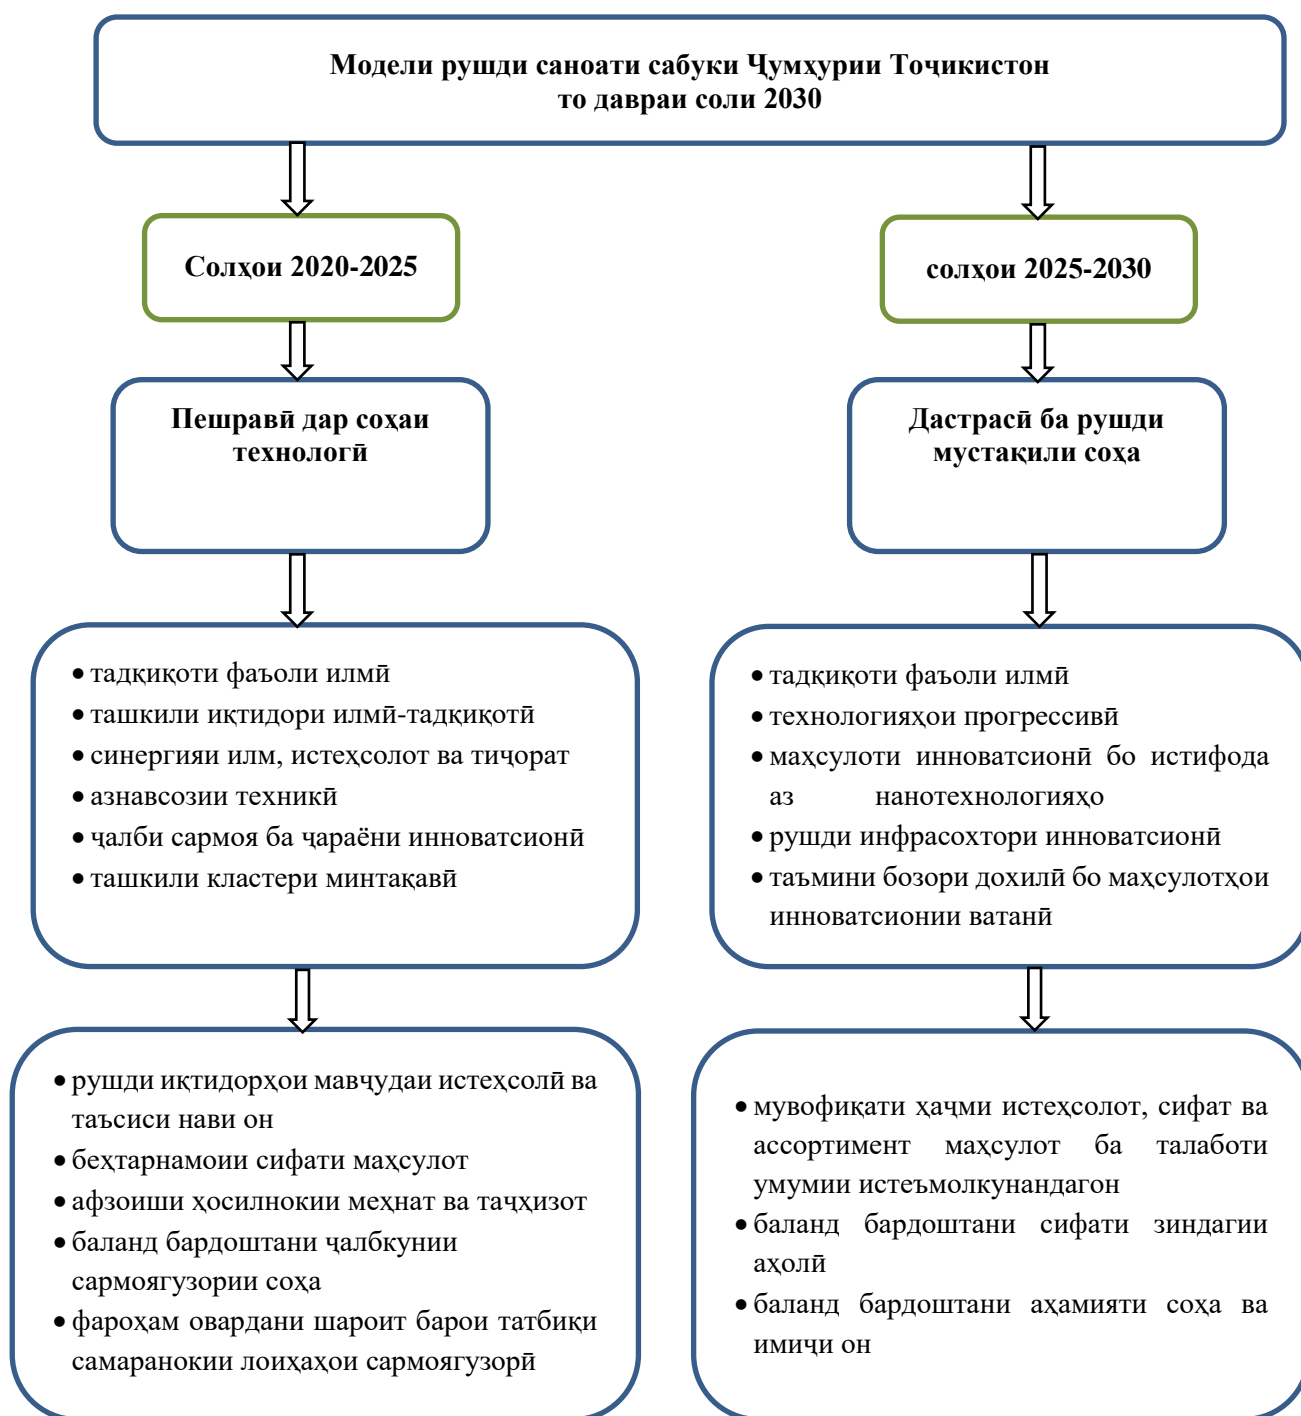 Модели рушди саноати сабуки Ҷумҳурии Тоҷикистон
то давраи соли 2030
Солҳои 2020-2025
солҳои 2025-2030
Пешравӣ дар соҳаи
технологӣ
Дастрасӣ ба рушди
мустақили соҳа
• тадқиқоти фаъоли илмӣ
• ташкили иқтидори илмӣ-тадқиқотӣ
• синергияи илм, истеҳсолот ва тиҷорат
• азнавсозии техникӣ
• ҷалби сармоя ба ҷараёни инноватсионӣ
• ташкили кластери минтақавӣ
• тадқиқоти фаъоли илмӣ
• технологияҳои прогрессивӣ
• маҳсулоти инноватсионӣ бо истифода
аз нанотехнологияҳо
• рушди инфрасохтори инноватсионӣ
• таъмини бозори дохилӣ бо маҳсулотҳои
инноватсионии ватанӣ
• рушди иқтидорҳои мавҷудаи истеҳсолӣ ва
таъсиси нави он
• беҳтарнамоии сифати маҳсулот
• афзоиши ҳосилнокии меҳнат ва таҷҳизот
• баланд бардоштани ҷалбкунии
сармоягузории соҳа
• фароҳам овардани шароит барои татбиқи
самаранокии лоиҳаҳои сармоягузорӣ
• мувофиқати ҳаҷми истеҳсолот, сифат ва
ассортимент маҳсулот ба талаботи
умумии истеъмолкунандагон
• баланд бардоштани сифати зиндагии
аҳолӣ
• баланд бардоштани аҳамияти соҳа ва
имиҷи он